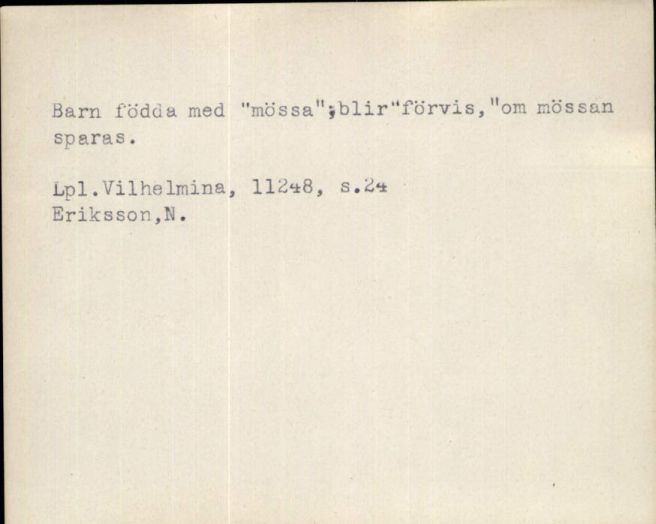 Barn födda med "mössa";blir"förvis,"om mössan
sparas.
Lpl.Vilhelmina, 11248, s.24
Eriksson,N.